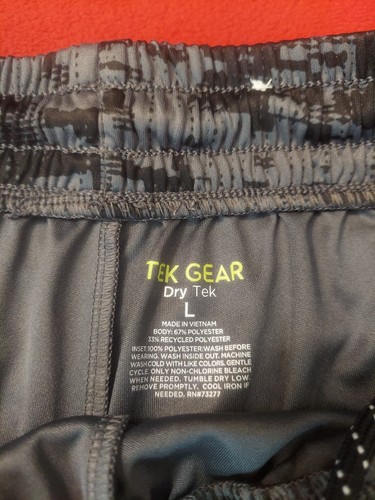 TEK GEAR
Dry Tek
L
MADE IN VIETNAM
BODY: 67% POLYESTER
33% RECYCLED POLYESTER
INSET:100% POLYESTER:WASH BEFORE
WEARING. WASH INSIDE OUT. MACHINE
WASH COLD WITH LIKE COLORS. GENTLE
CYCLE. ONLY NON-CHLORINE BLEACH
WHEN NEEDED. TUMBLE DRY LOW.
REMOVE PROMPTLY. COOL IRON IF
NEEDED. RN#73277